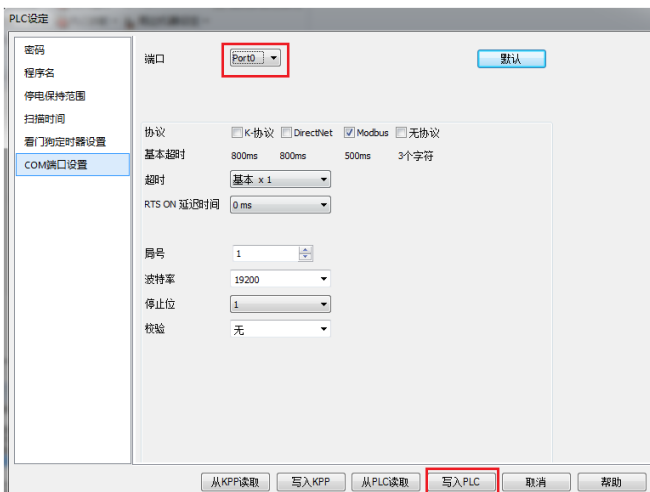 PLC设定
密码
程序名
停电保持范围
扫描时间
看门狗定时器设置
COM端口设置
端口 Port0 默认
协议 K-协议 DirectNet Modbus 无协议
基本超时 800ms 800ms 500ms 3个字符
超时 基本 x 1
RTS ON 延迟时间 0 ms
局号 1
波特率 19200
停止位 1
校验 无
从KPP读取 写入KPP 从PLC读取 写入PLC 取消 帮助